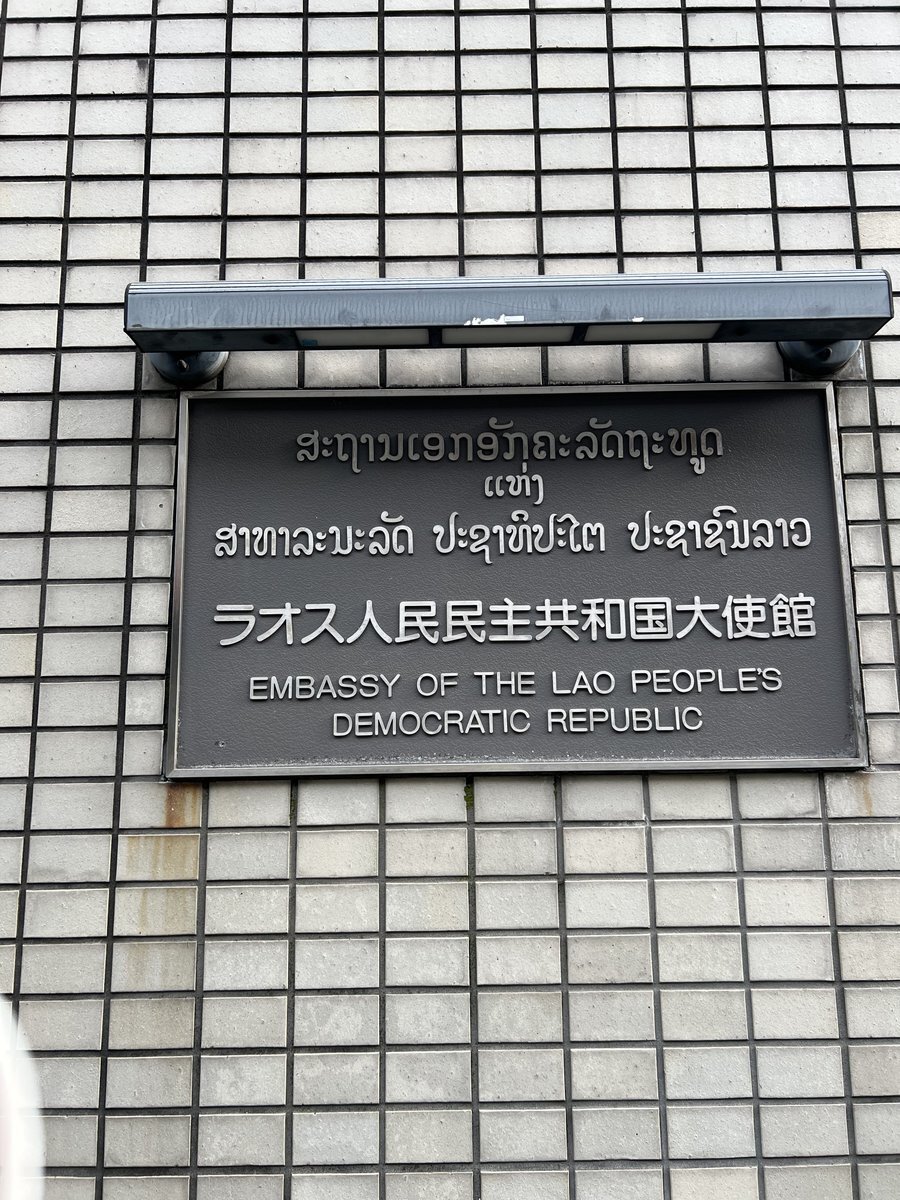 ສະຖານເອກອັກຄະລັດຖະທູດ
ແຫ່ງ
ສາທາລະນະລັດ ປະຊາທິປະໄຕ ປະຊາຊົນລາວ
ラオス人民民主共和国大使館
EMBASSY OF THE LAO PEOPLE'S
DEMOCRATIC REPUBLIC